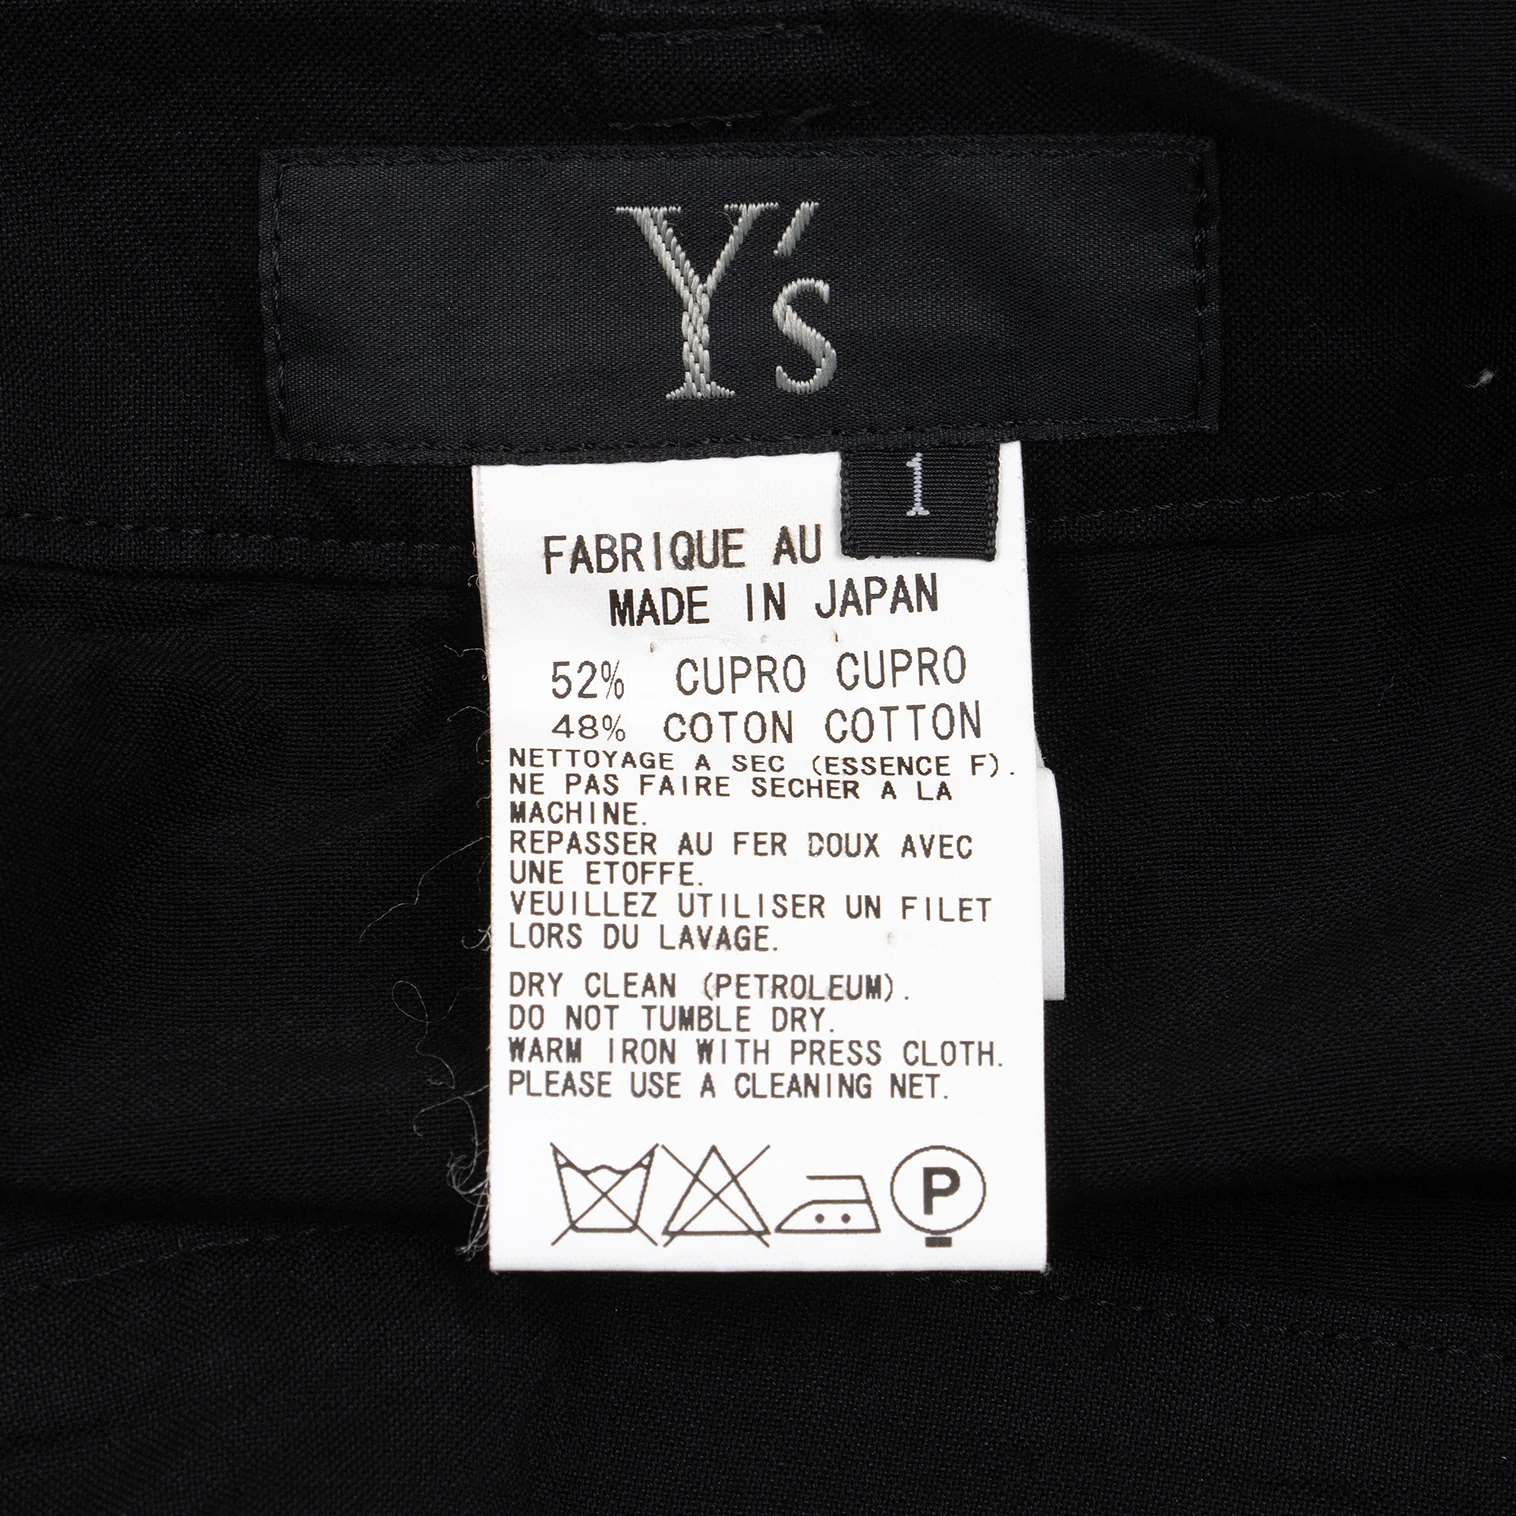 Y's
1
FABRIQUE AU
MADE IN JAPAN
52% CUPRO CUPRO
48% COTON COTTON
NETTOYAGE A SEC (ESSENCE F).
NE PAS FAIRE SECHER A LA
MACHINE.
REPASSER AU FER DOUX AVEC
UNE ETOFFE.
VEUILLEZ UTILISER UN FILET
LORS DU LAVAGE.
DRY CLEAN (PETROLEUM).
DO NOT TUMBLE DRY.
WARM IRON WITH PRESS CLOTH.
PLEASE USE A CLEANING NET.
P